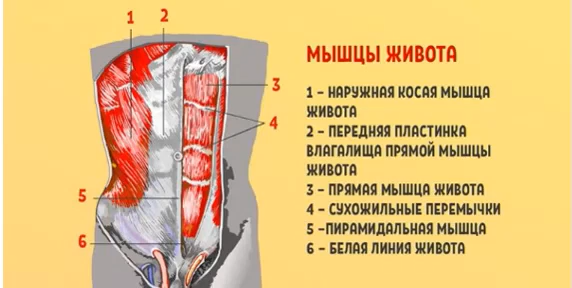 1 2
МЫШЦЫ ЖИВОТА
3
1 – НАРУЖНАЯ КОСАЯ МЫШЦА
ЖИВОТА
4
2 – ПЕРЕДНЯЯ ПЛАСТИНКА
ВЛАГАЛИЩА ПРЯМОЙ МЫШЦЫ
ЖИВОТА
5
3 – ПРЯМАЯ МЫШЦА ЖИВОТА
4 – СУХОЖИЛЬНЫЕ ПЕРЕМЫЧКИ
5 –ПИРАМИДАЛЬНАЯ МЫШЦА
6
6 – БЕЛАЯ ЛИНИЯ ЖИВОТА